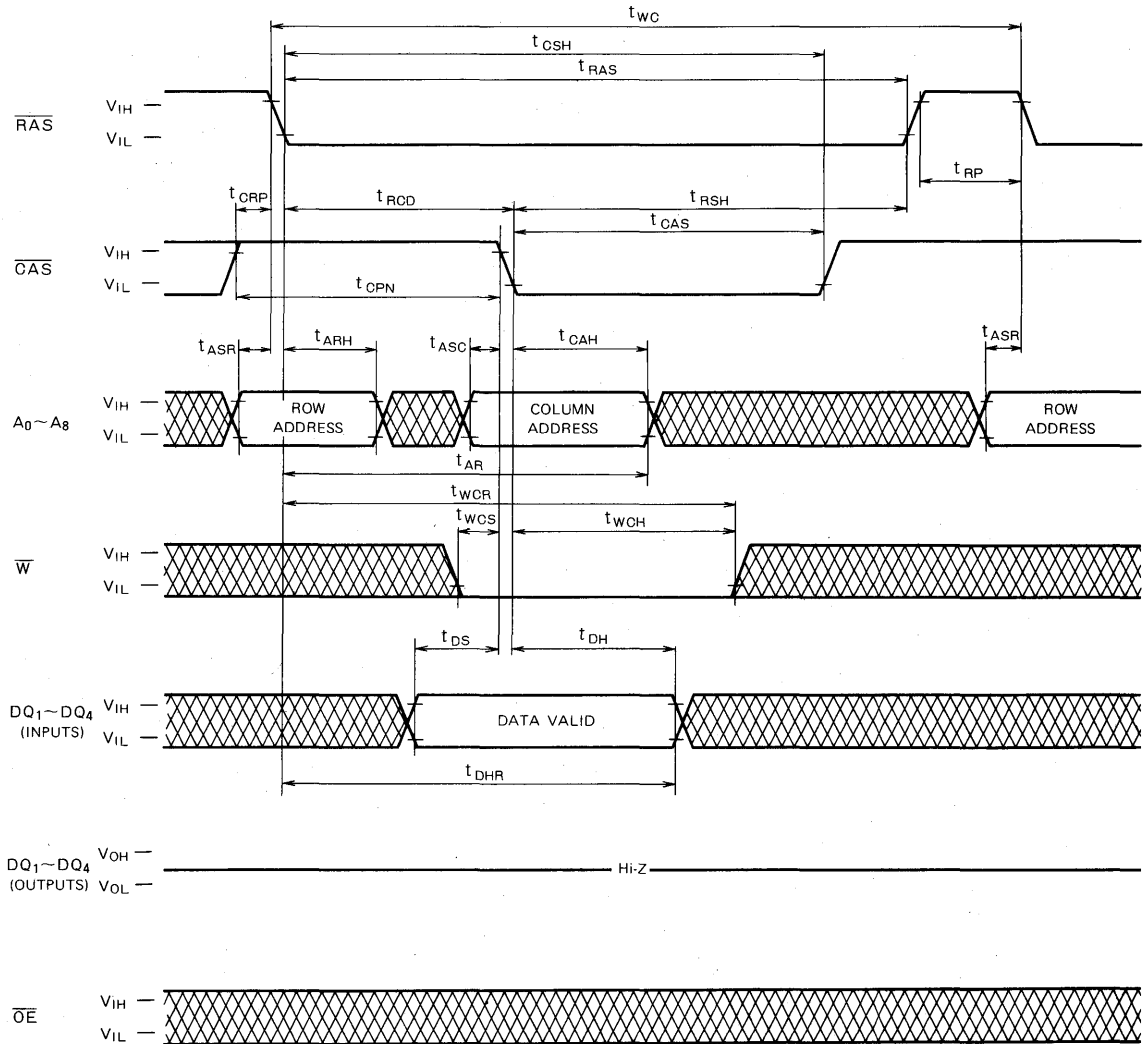 tWC
tCSH
tRAS
RAS
VIH
VIL
tRP
tCRP
tRCD
tRSH
tCAS
CAS
VIH
VIL
tCPN
tASR
tARH
tASC
tCAH
tASR
A0~A8
VIH
VIL
ROW
ADDRESS
COLUMN
ADDRESS
ROW
ADDRESS
tAR
tWCR
tWCS
tWCH
W
VIH
VIL
tDS
tDH
DQ1~DQ4
(INPUTS)
VIH
VIL
DATA VALID
tDHR
DQ1~DQ4
(OUTPUTS)
VOH
VOL
Hi-Z
OE
VIH
VIL